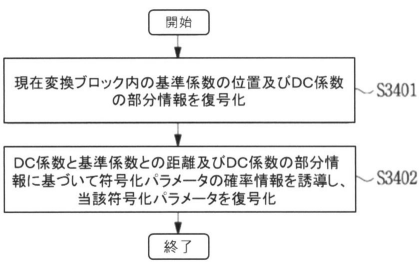 開始
現在変換ブロック内の基準係数の位置及びDC係数
の部分情報を復号化
S3401
DC係数と基準係数との距離及びDC係数の部分情
報に基づいて符号化パラメータの確率情報を誘導し、
当該符号化パラメータを復号化
S3402
終了